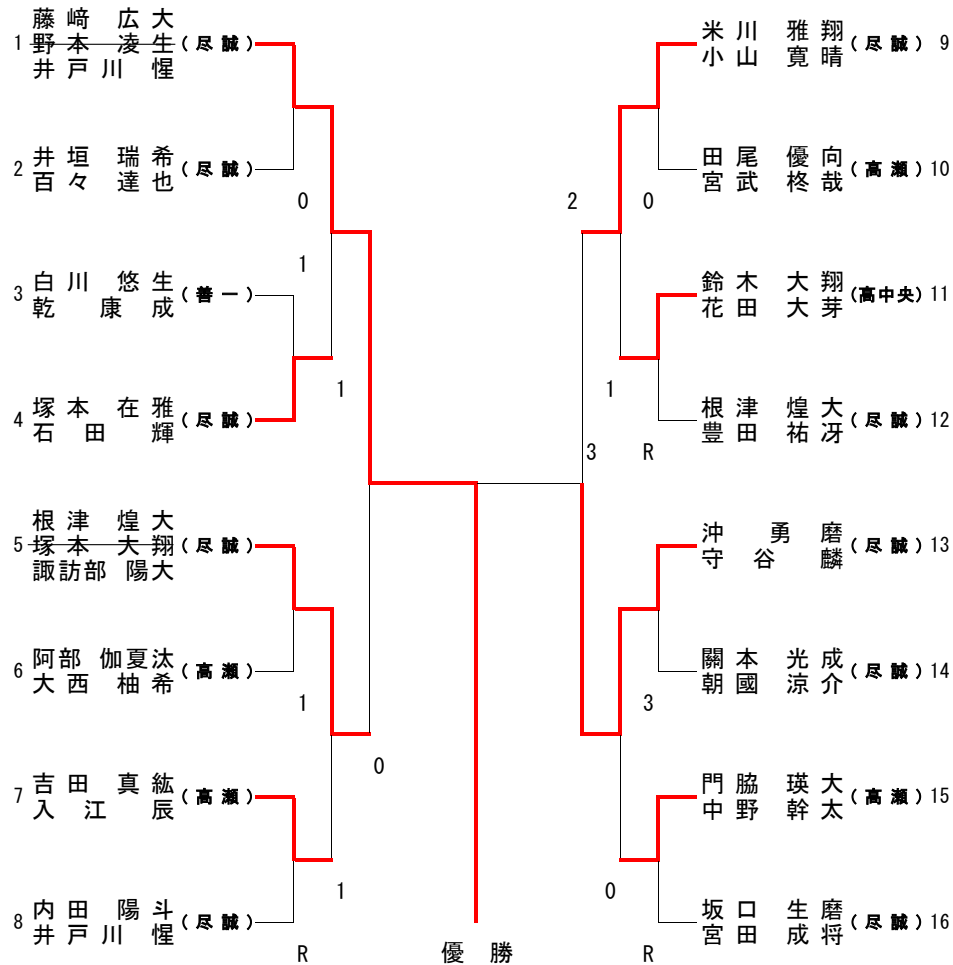 藤﨑 広大
1 野本 凌生 (尽誠)
井戸川 惺
2 井垣 瑞希 (尽誠)
百々 達也
0
1
3 白川 悠生 (善一)
乾 康成
1
4 塚本 在雅 (尽誠)
石田 輝
根津 煌大
5 塚本 大翔 (尽誠)
諏訪部 陽大
6 阿部 伽夏汰 (高瀬)
大西 柚希
1
0
7 吉田 真紘 (高瀬)
入江 辰
1
8 内田 陽斗 (尽誠)
井戸川 惺
R
優勝
米川 雅翔 (尽誠) 9
小山 寛晴
田尾 優向 (高瀬) 10
宮武 柊哉
2 0
鈴木 大翔 (高中央) 11
花田 大芽
1
根津 煌大 (尽誠) 12
豊田 祐冴
3 R
沖 勇磨 (尽誠) 13
守谷 麟
關本 光成 (尽誠) 14
朝國 涼介
3
門脇 瑛大 (高瀬) 15
中野 幹太
0
坂口 生磨 (尽誠) 16
宮田 成将
R